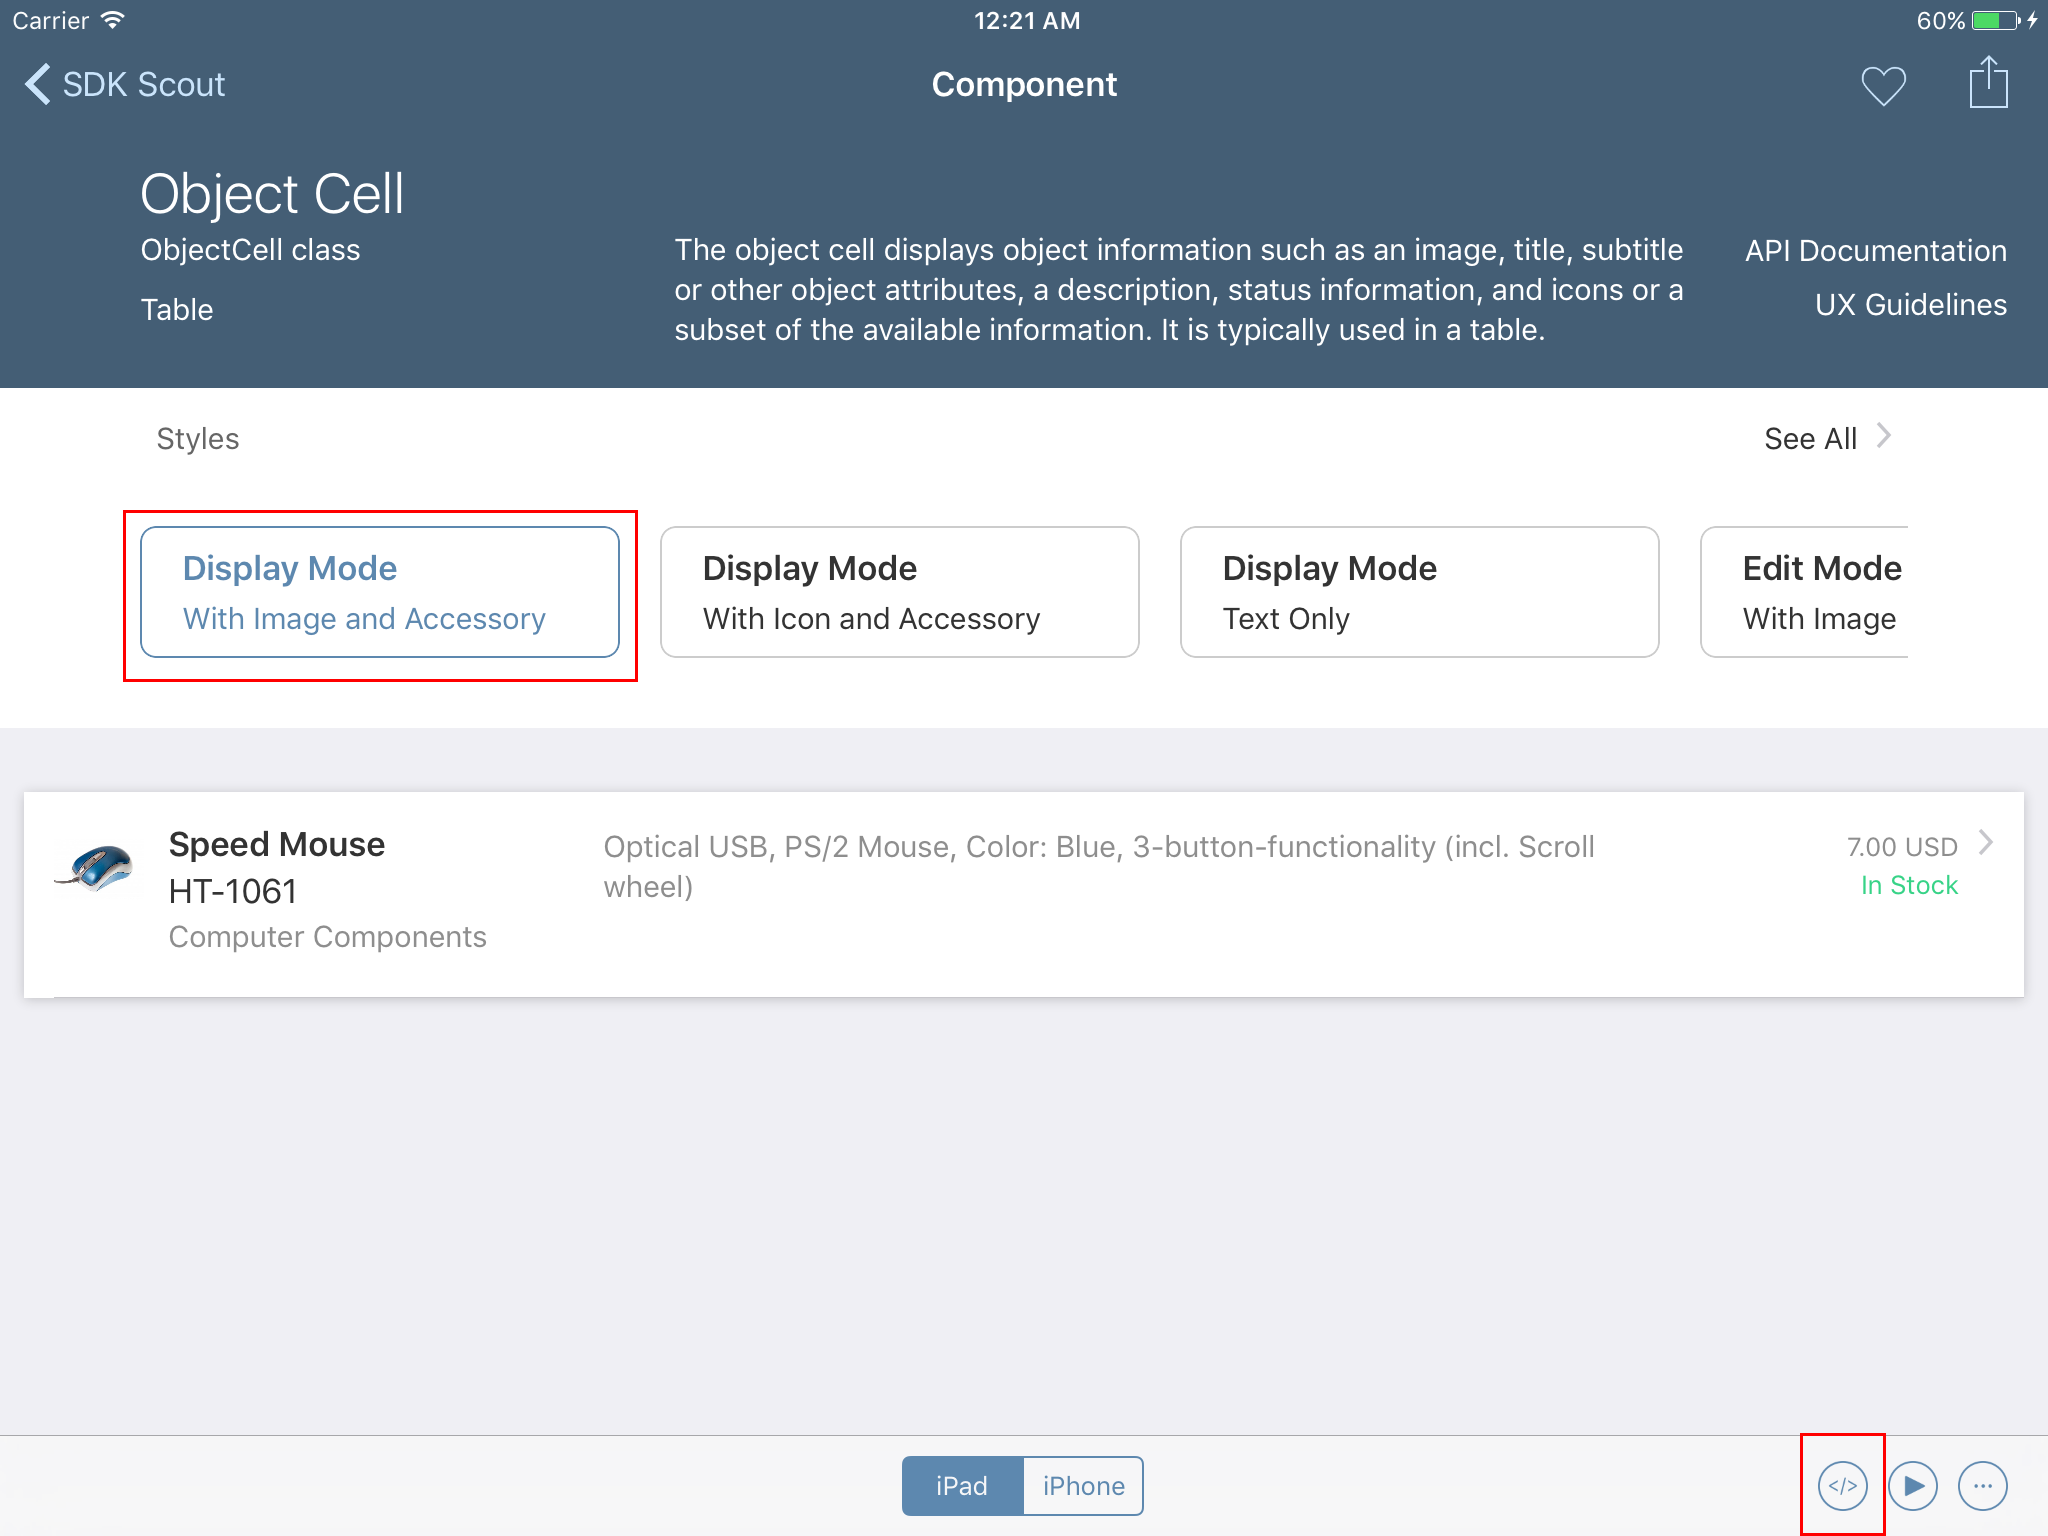 Carrier
12:21 AM
60%
SDK Scout
Component
Object Cell
ObjectCell class
Table
The object cell displays object information such as an image, title, subtitle
or other object attributes, a description, status information, and icons or a
subset of the available information. It is typically used in a table.
API Documentation
UX Guidelines
Styles
See All
Display Mode
With Image and Accessory
Display Mode
With Icon and Accessory
Display Mode
Text Only
Edit Mode
With Image
Speed Mouse
HT-1061
Computer Components
Optical USB, PS/2 Mouse, Color: Blue, 3-button-functionality (incl. Scroll
wheel)
7.00 USD
In Stock
iPad
iPhone
</>